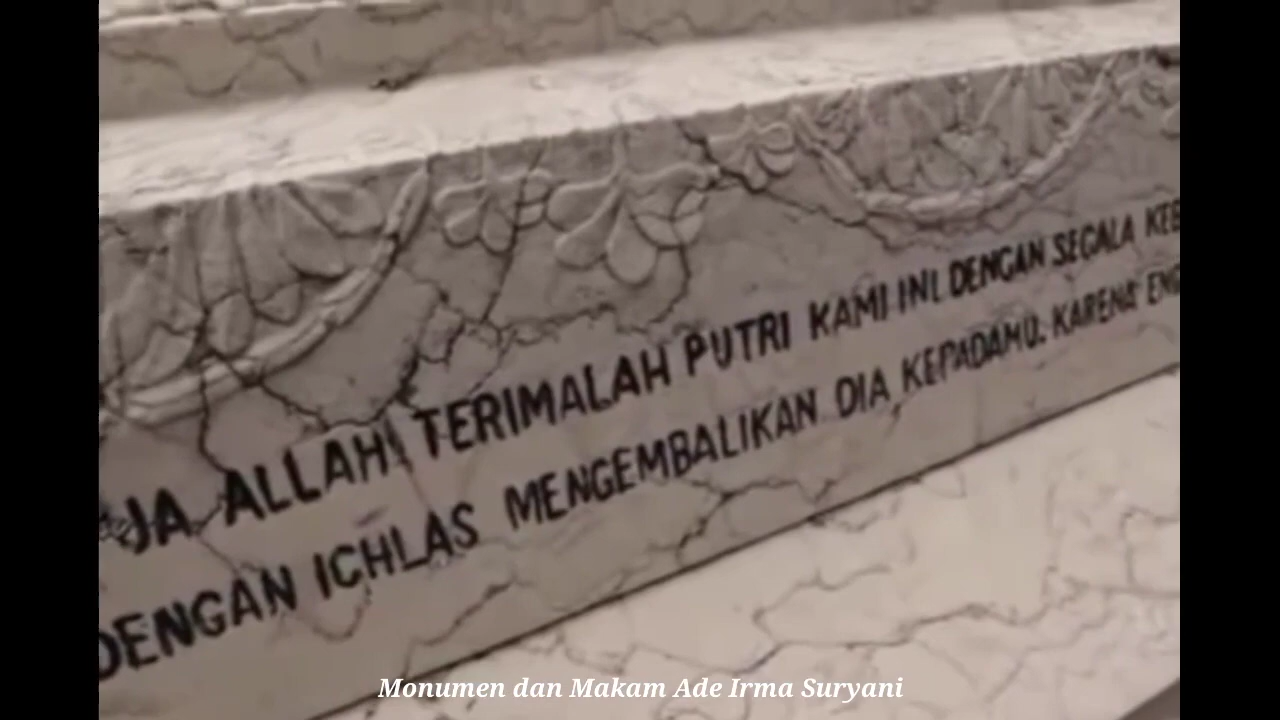 JA ALLAH! TERIMALAH PUTRI KAMI INI, DENGAN SEGALA
DENGAN ICHLAS MENGEMBALIKAN DIA KEPADAMU. KARENA
Monumen dan Makam Ade Irma Suryani